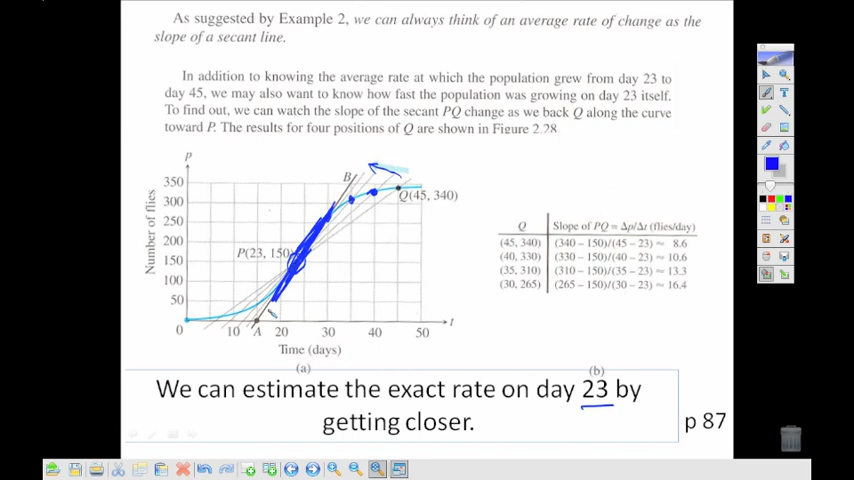 As suggested by Example 2, we can always think of an average rate of change as the
slope of a secant line.
In addition to knowing the average rate at which the population grew from day 23 to
day 45, we may also want to know how fast the population was growing on day 23 itself.
To find out, we can watch the slope of the secant PQ change as we back Q along the curve
toward P. The results for four positions of Q are shown in Figure 2.28
p
350
300
250
200
150
100
50
0
10
20
30
40
50
t
Number of flies
Time (days)
(a)
A
B
P(23, 150)
Q(45, 340)
Q Slope of PQ = Δp/Δt (flies/day)
(45, 340) (340 − 150)/(45 − 23) ≈ 8.6
(40, 330) (330 − 150)/(40 − 23) ≈ 10.6
(35, 310) (310 − 150)/(35 − 23) ≈ 13.3
(30, 265) (265 − 150)/(30 − 23) ≈ 16.4
(b)
We can estimate the exact rate on day 23 by
getting closer.
p 87